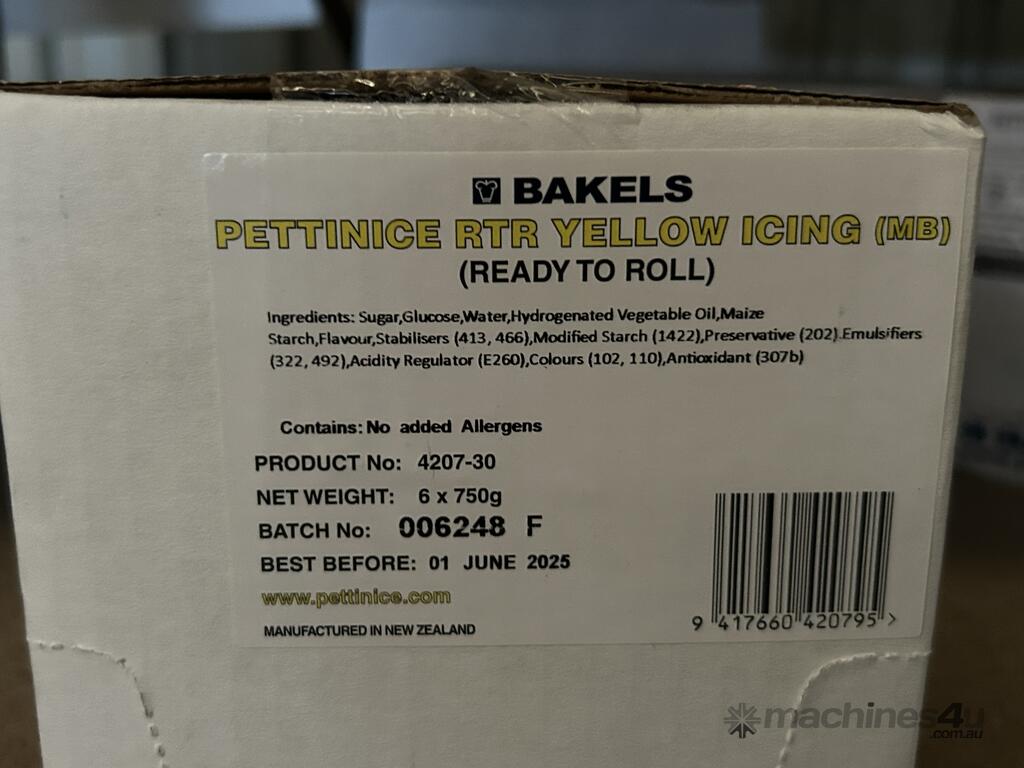 BAKELS
PETTINICE RTR YELLOW ICING (MB)
(READY TO ROLL)
Ingredients: Sugar,Glucose,Water,Hydrogenated Vegetable Oil,Maize
Starch,Flavour,Stabilisers (413, 466),Modified Starch (1422),Preservative (202).Emulsifiers
(322, 492),Acidity Regulator (E260),Colours (102, 110),Antioxidant (307b)
Contains: No added Allergens
PRODUCT No: 4207-30
NET WEIGHT: 6 x 750g
BATCH No: 006248 F
BEST BEFORE: 01 JUNE 2025
www.pettinice.com
MANUFACTURED IN NEW ZEALAND
9 417660 420795 >
machines4u
.com.au